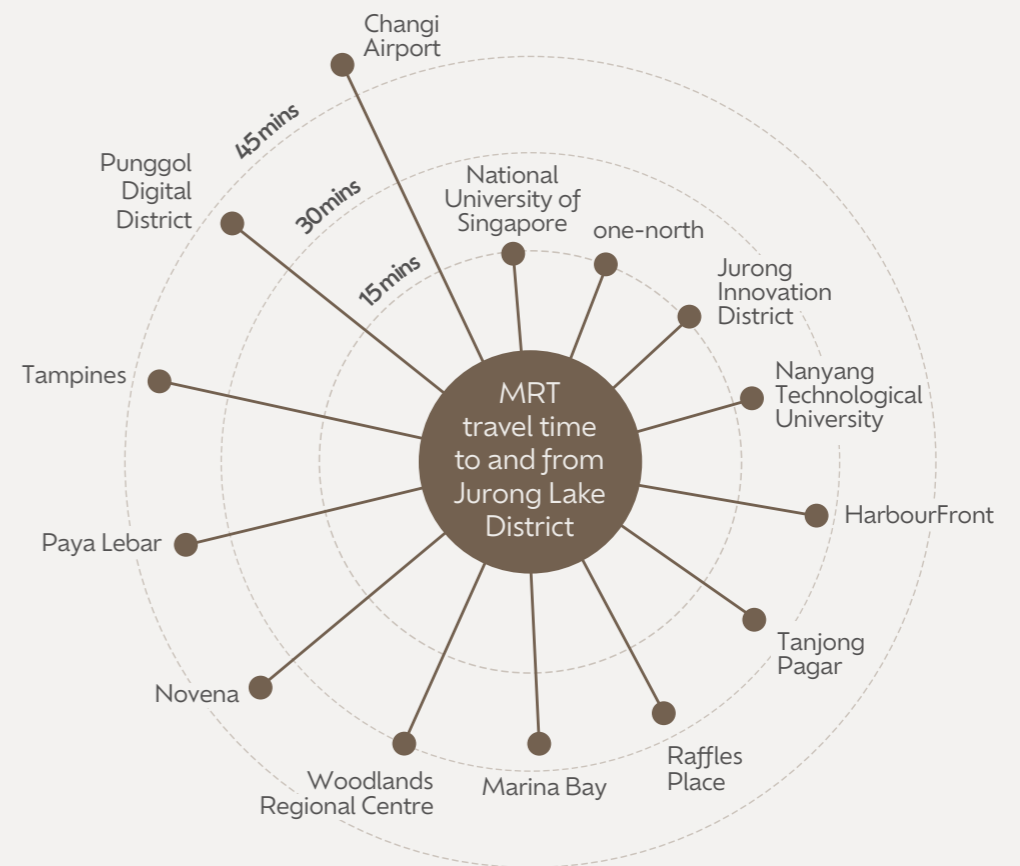 Changi
Airport
45mins
Punggol
Digital
District
30mins
National
University of
Singapore
one-north
15mins
Jurong
Innovation
District
Tampines
Nanyang
Technological
University
MRT
travel time
to and from
Jurong Lake
District
HarbourFront
Paya Lebar
Tanjong
Pagar
Novena
Raffles
Place
Woodlands
Regional Centre
Marina Bay